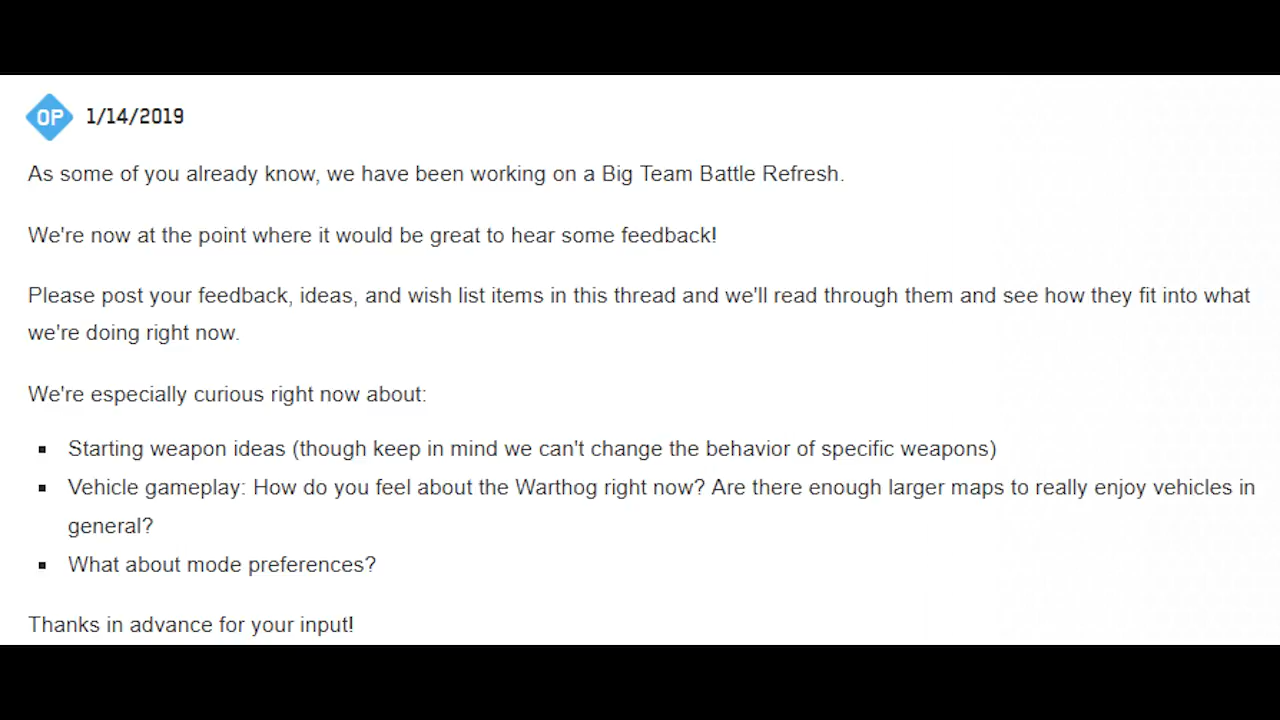 OP 1/14/2019
As some of you already know, we have been working on a Big Team Battle Refresh.
We're now at the point where it would be great to hear some feedback!
Please post your feedback, ideas, and wish list items in this thread and we'll read through them and see how they fit into what
we're doing right now.
We're especially curious right now about:
▪ Starting weapon ideas (though keep in mind we can't change the behavior of specific weapons)
▪ Vehicle gameplay: How do you feel about the Warthog right now? Are there enough larger maps to really enjoy vehicles in
general?
▪ What about mode preferences?
Thanks in advance for your input!